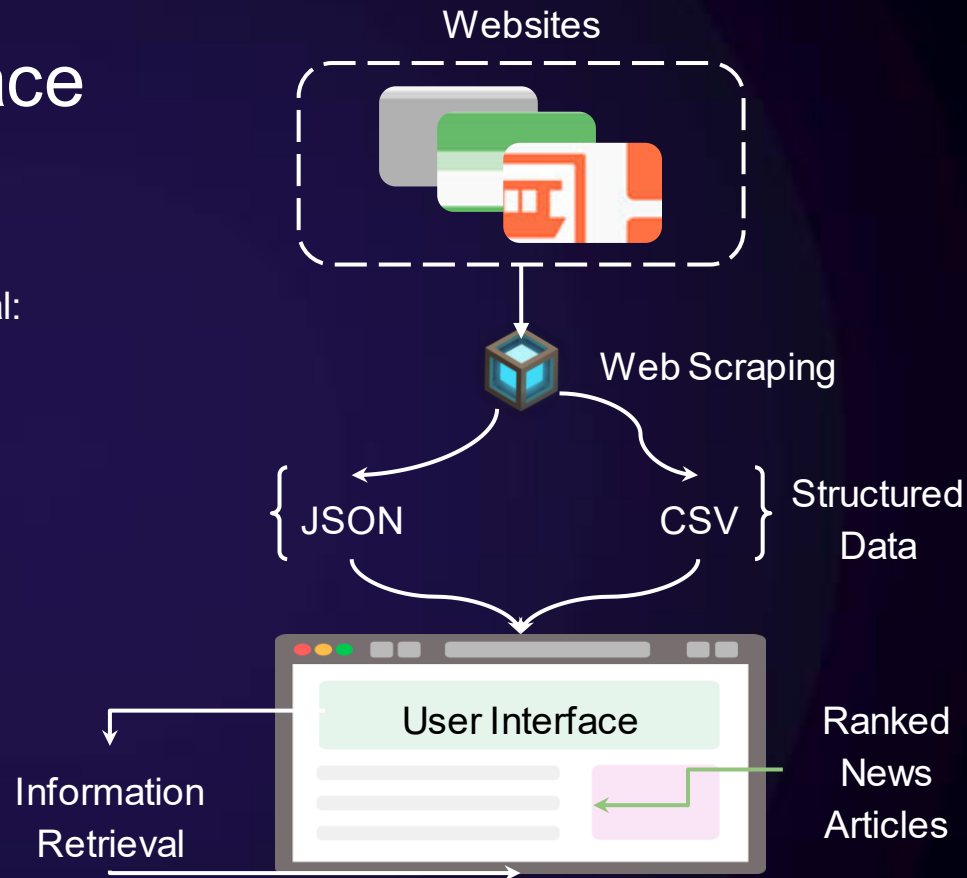 Websites
ace
al:
Web Scraping
JSON
CSV
Structured
Data
User Interface
Ranked
News
Articles
Information
Retrieval